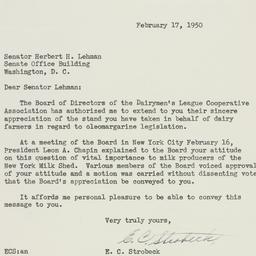 February 17, 1950
Senator Herbert H. Lehman
Senate Office Building
Washington, D. C.
Dear Senator Lehman:
The Board of Directors of the Dairymen's League Cooperative
Association has authorized me to extend to you their sincere
appreciation of the stand you have taken in behalf of dairy
farmers in regard to oleomargarine legislation.
At a meeting of the Board in New York City February 16,
President Leon A. Chapin explained to the Board your attitude
on this question of vital importance to milk producers of the
New York Milk Shed. Various members of the Board voiced approval
of your attitude and a motion was carried without dissenting vote
that the Board's appreciation be conveyed to you.
It affords me personal pleasure to be able to convey this
message to you.
Very truly yours,
E. C. Strobeck
ECS:an E. C. Strobeck